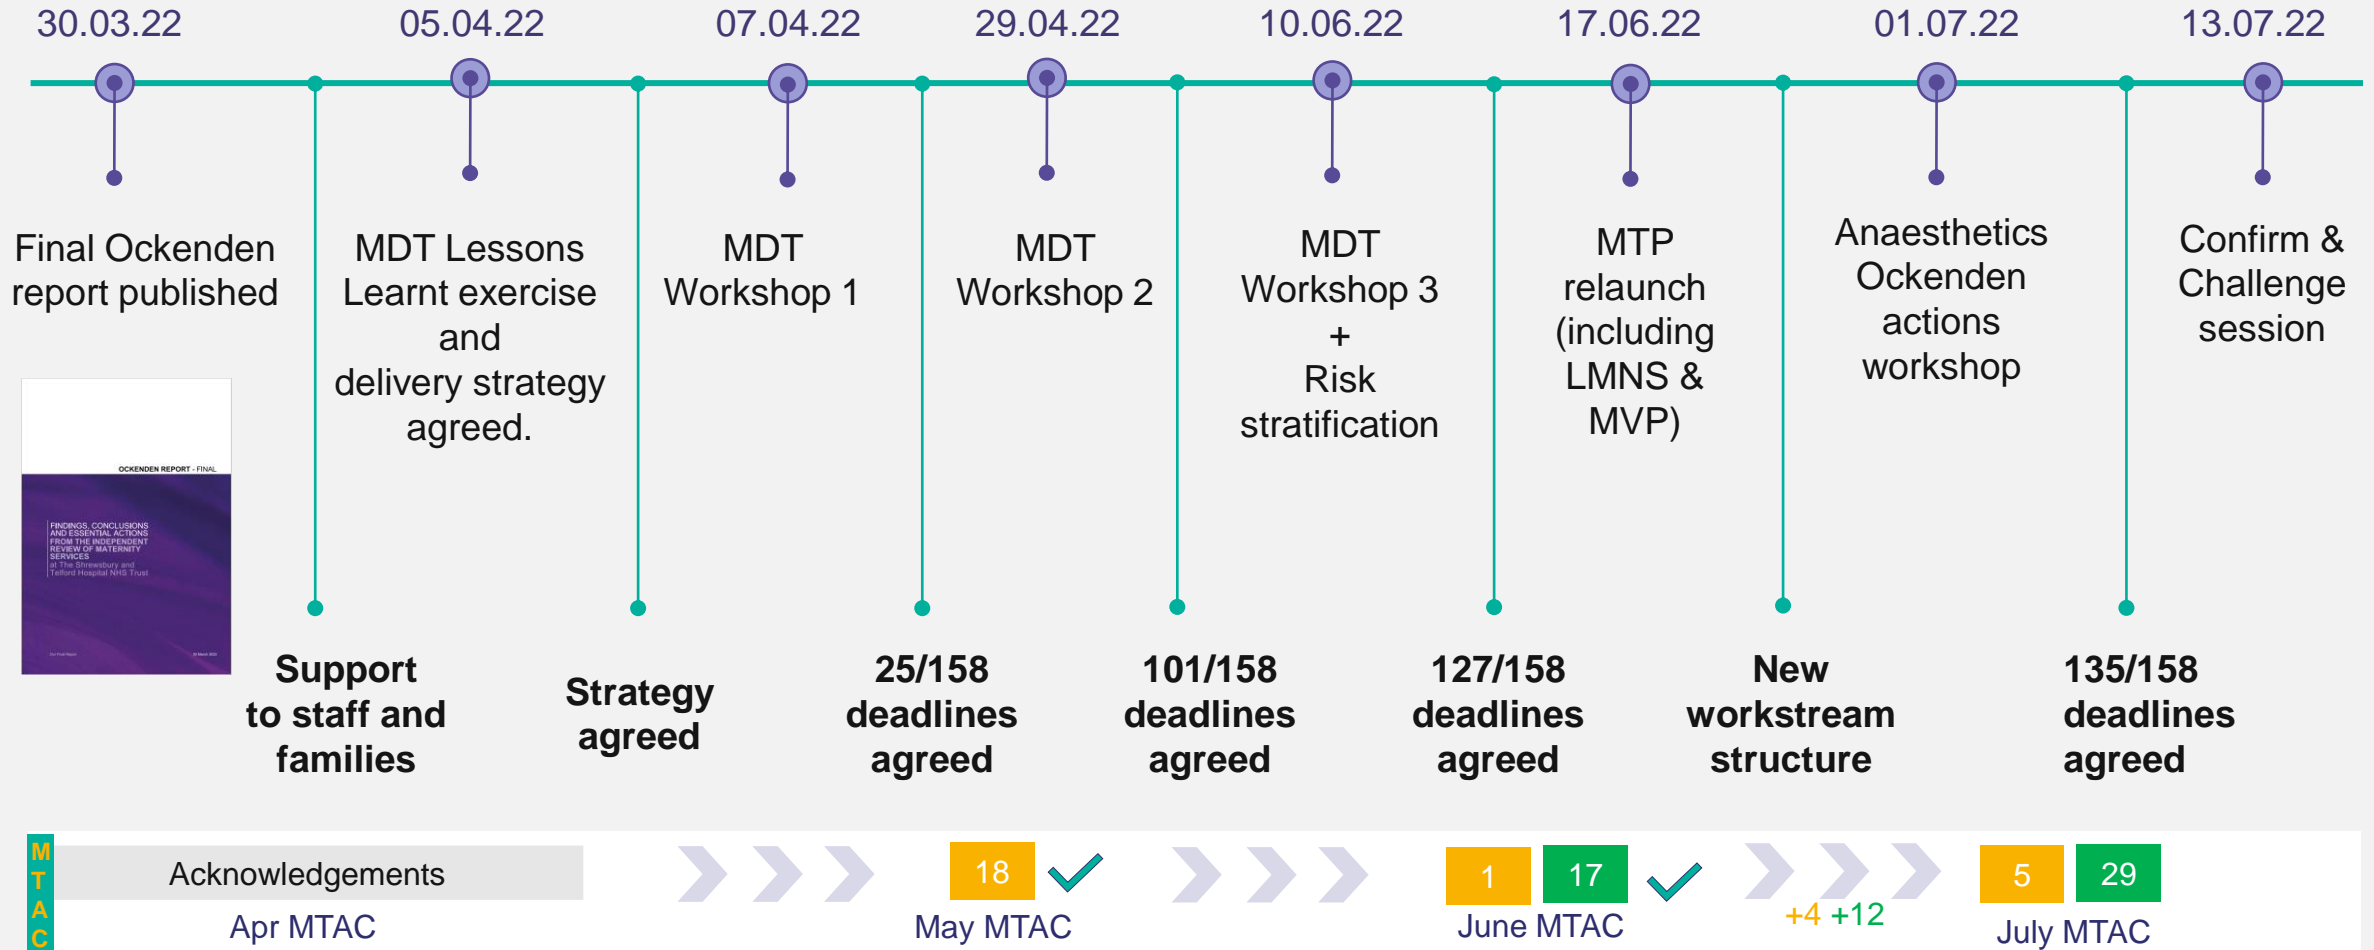 30.03.22
05.04.22
07.04.22
29.04.22
10.06.22
17.06.22
01.07.22
13.07.22
Final Ockenden
report published
MDT Lessons
Learnt exercise
and
delivery strategy
agreed.
MDT
Workshop 1
MDT
Workshop 2
MDT
Workshop 3
+
Risk
stratification
MTP
relaunch
(including
LMNS &
MVP)
Anaesthetics
Ockenden
actions
workshop
Confirm &
Challenge
session
OCKENDEN REPORT - FINAL
FINDINGS, CONCLUSIONS
AND ESSENTIAL ACTIONS
FROM THE INDEPENDENT
REVIEW OF MATERNITY
SERVICES
at The Shrewsbury and
Telford Hospital NHS Trust
Support
to staff and
families
Strategy
agreed
25/158
deadlines
agreed
101/158
deadlines
agreed
127/158
deadlines
agreed
New
workstream
structure
135/158
deadlines
agreed
M
T
A
C
Acknowledgements
Apr MTAC
18
May MTAC
1
17
June MTAC
+4 +12
5
29
July MTAC